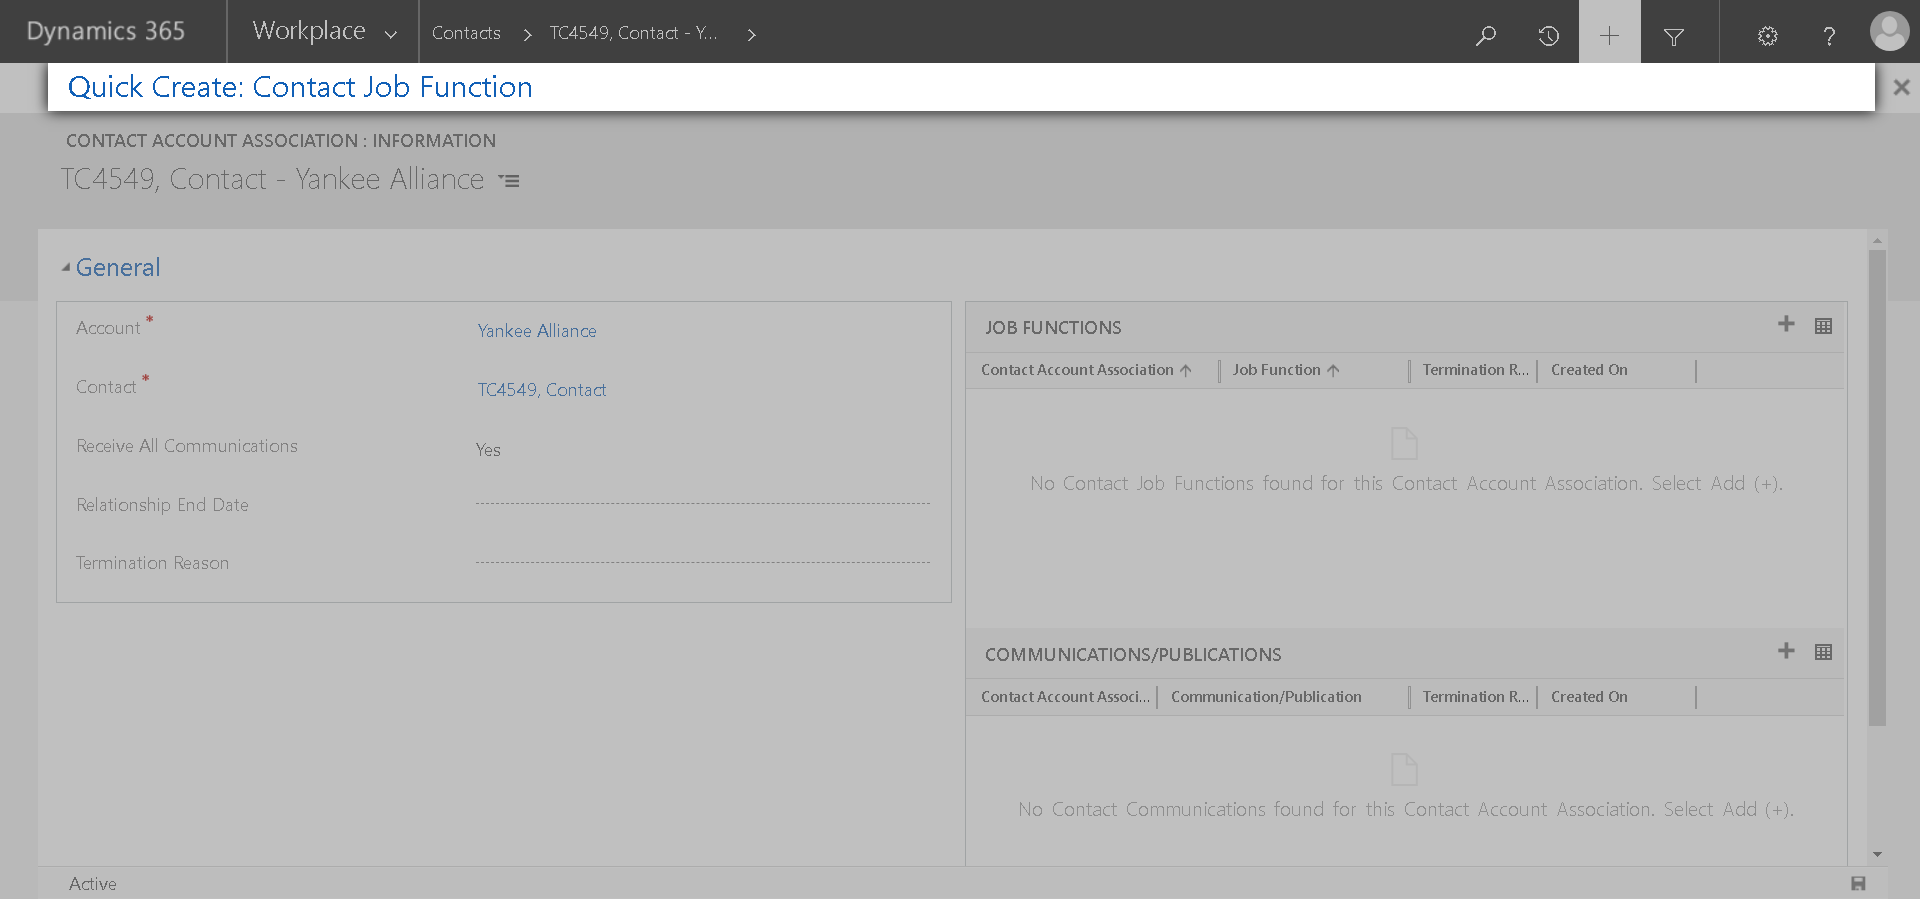 Dynamics 365
Workplace
Contacts
TC4549, Contact - Y...
?
Quick Create: Contact Job Function
CONTACT ACCOUNT ASSOCIATION : INFORMATION
TC4549, Contact - Yankee Alliance
General
Account *
Yankee Alliance
Contact *
TC4549, Contact
Receive All Communications
Yes
Relationship End Date
Termination Reason
JOB FUNCTIONS
Contact Account Association
Job Function
Termination R...
Created On
No Contact Job Functions found for this Contact Account Association. Select Add (+).
COMMUNICATIONS/PUBLICATIONS
Contact Account Associ...
Communication/Publication
Termination R...
Created On
No Contact Communications found for this Contact Account Association. Select Add (+).
Active